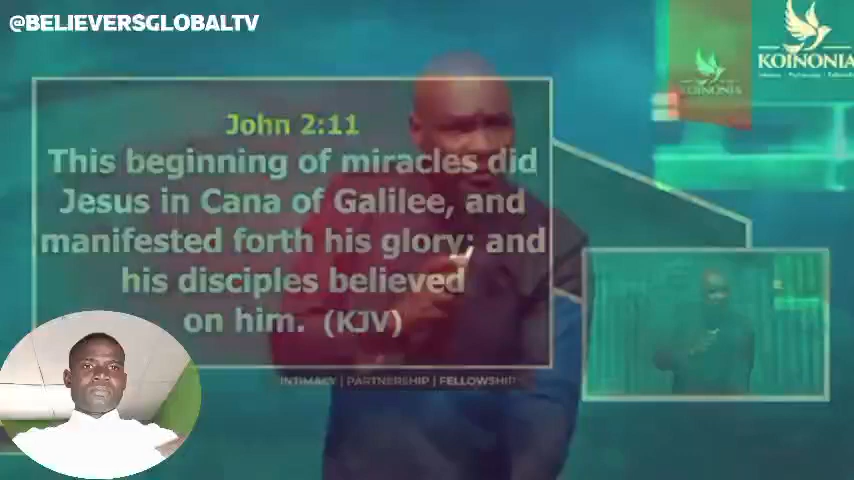 @BELIEVERSGLOBALTV
KOINONIA
KOINONIA
John 2:11
This beginning of miracles did
Jesus in Cana of Galilee, and
manifested forth his glory; and
his disciples believed
on him. (KJV)
INTIMACY | PARTNERSHIP | FELLOWSHIP